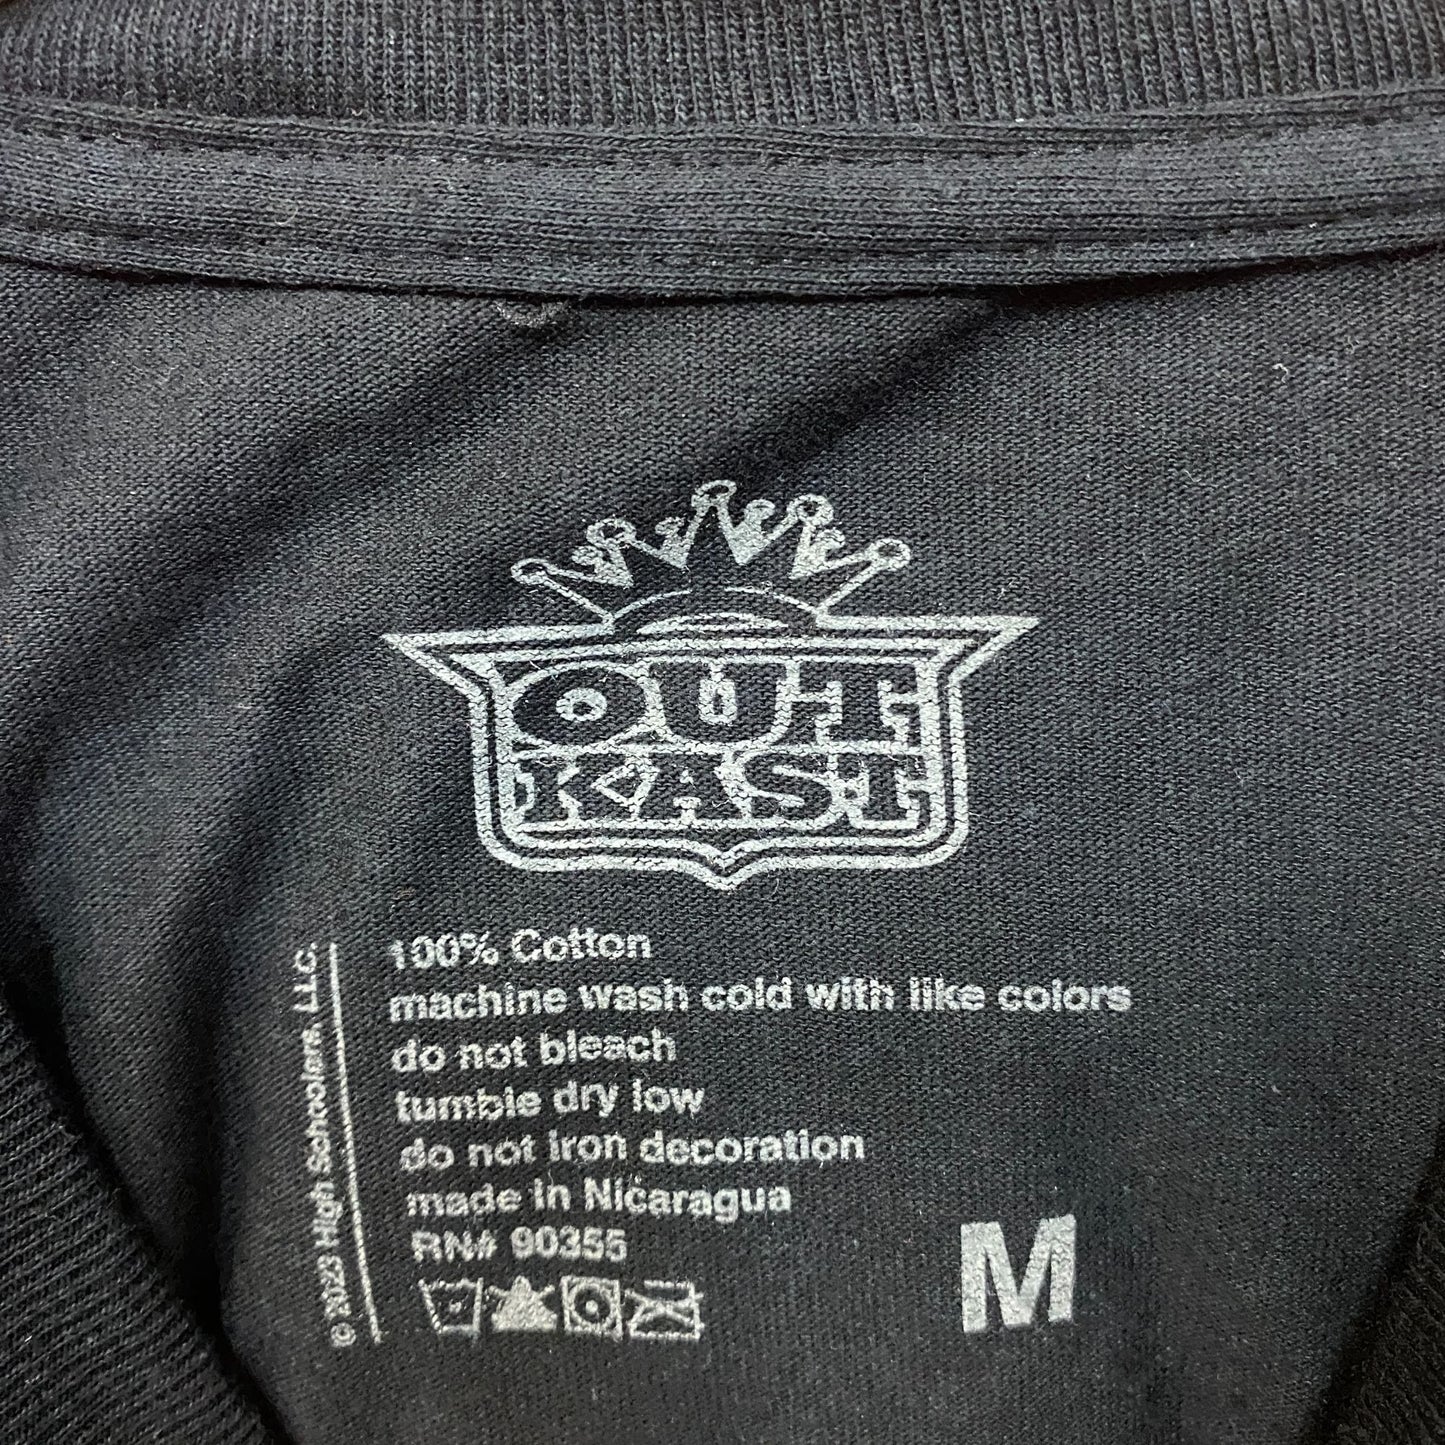 OUT
KAST
100% Cotton
machine wash cold with like colors
do not bleach
tumble dry low
do not iron decoration
made in Nicaragua
RN# 90355
M
© 2023 High Schoolers, LLC.